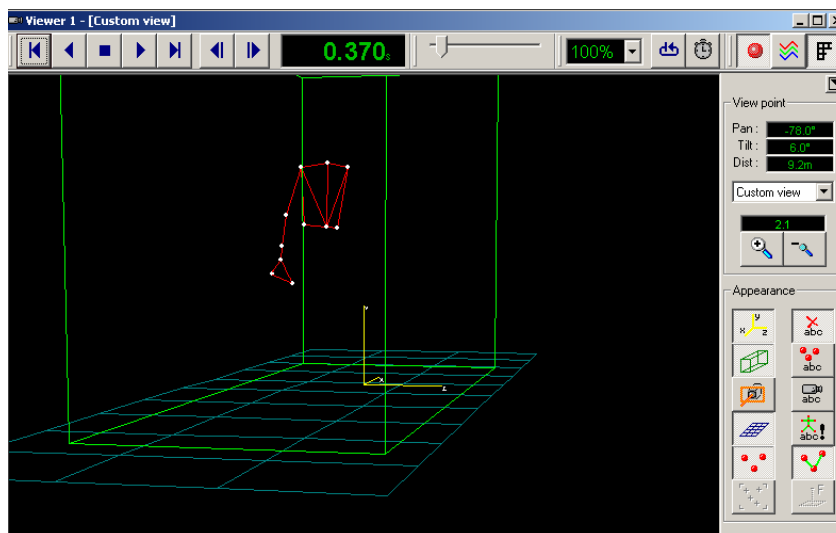 Viewer 1 - [Custom view]
0.370s
100%
View point
Pan : -78.0°
Tilt : 6.0°
Dist : 9.2m
Custom view
2.1
Appearance
y
x z
abc
abc
abc
abc!
F
Y
X
Z